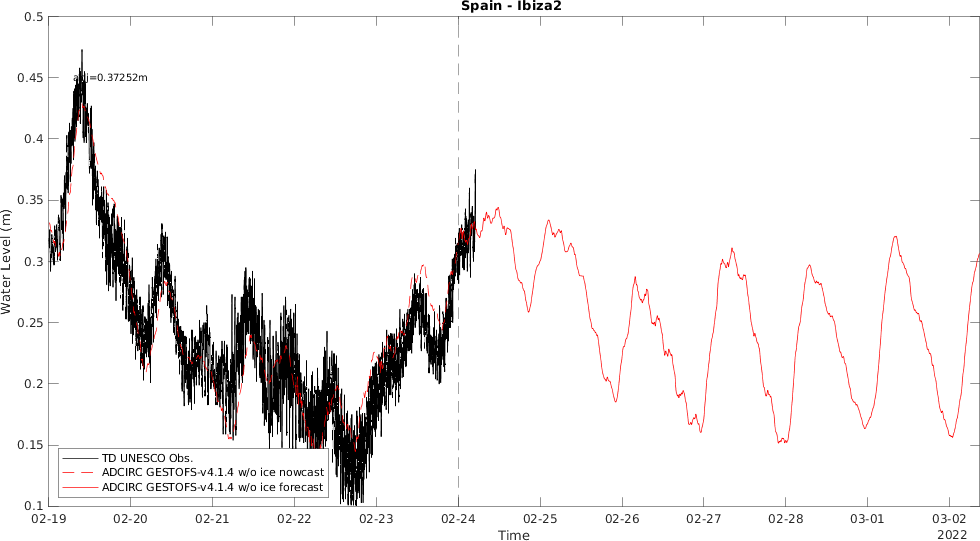 Spain - Ibiza2
Water Level (m)
0.5
0.45
0.4
0.35
0.3
0.25
0.2
0.15
0.1
=0.37252m
TD UNESCO Obs.
ADCIRC GESTOFS-v4.1.4 w/o ice nowcast
ADCIRC GESTOFS-v4.1.4 w/o ice forecast
02-19 02-20 02-21 02-22 02-23 02-24 02-25 02-26 02-27 02-28 03-01 03-02
Time
2022